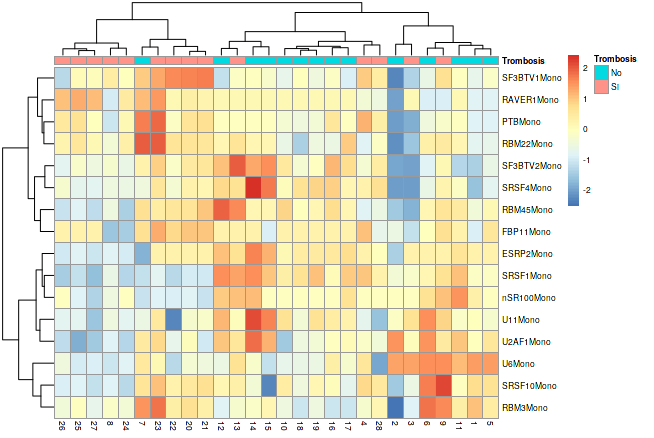 Trombosis
SF3BTV1Mono
RAVER1Mono
PTBMono
RBM22Mono
SF3BTV2Mono
SRSF4Mono
RBM45Mono
FBP11Mono
ESRP2Mono
SRSF1Mono
nSR100Mono
U11Mono
U2AF1Mono
U6Mono
SRSF10Mono
RBM3Mono
26 25 27 8 24 7 23 22 20 21 12 13 14 15 10 18 19 16 17 4 28 2 3 6 9 11 1 5
2
1
0
-1
-2
Trombosis
No
SI